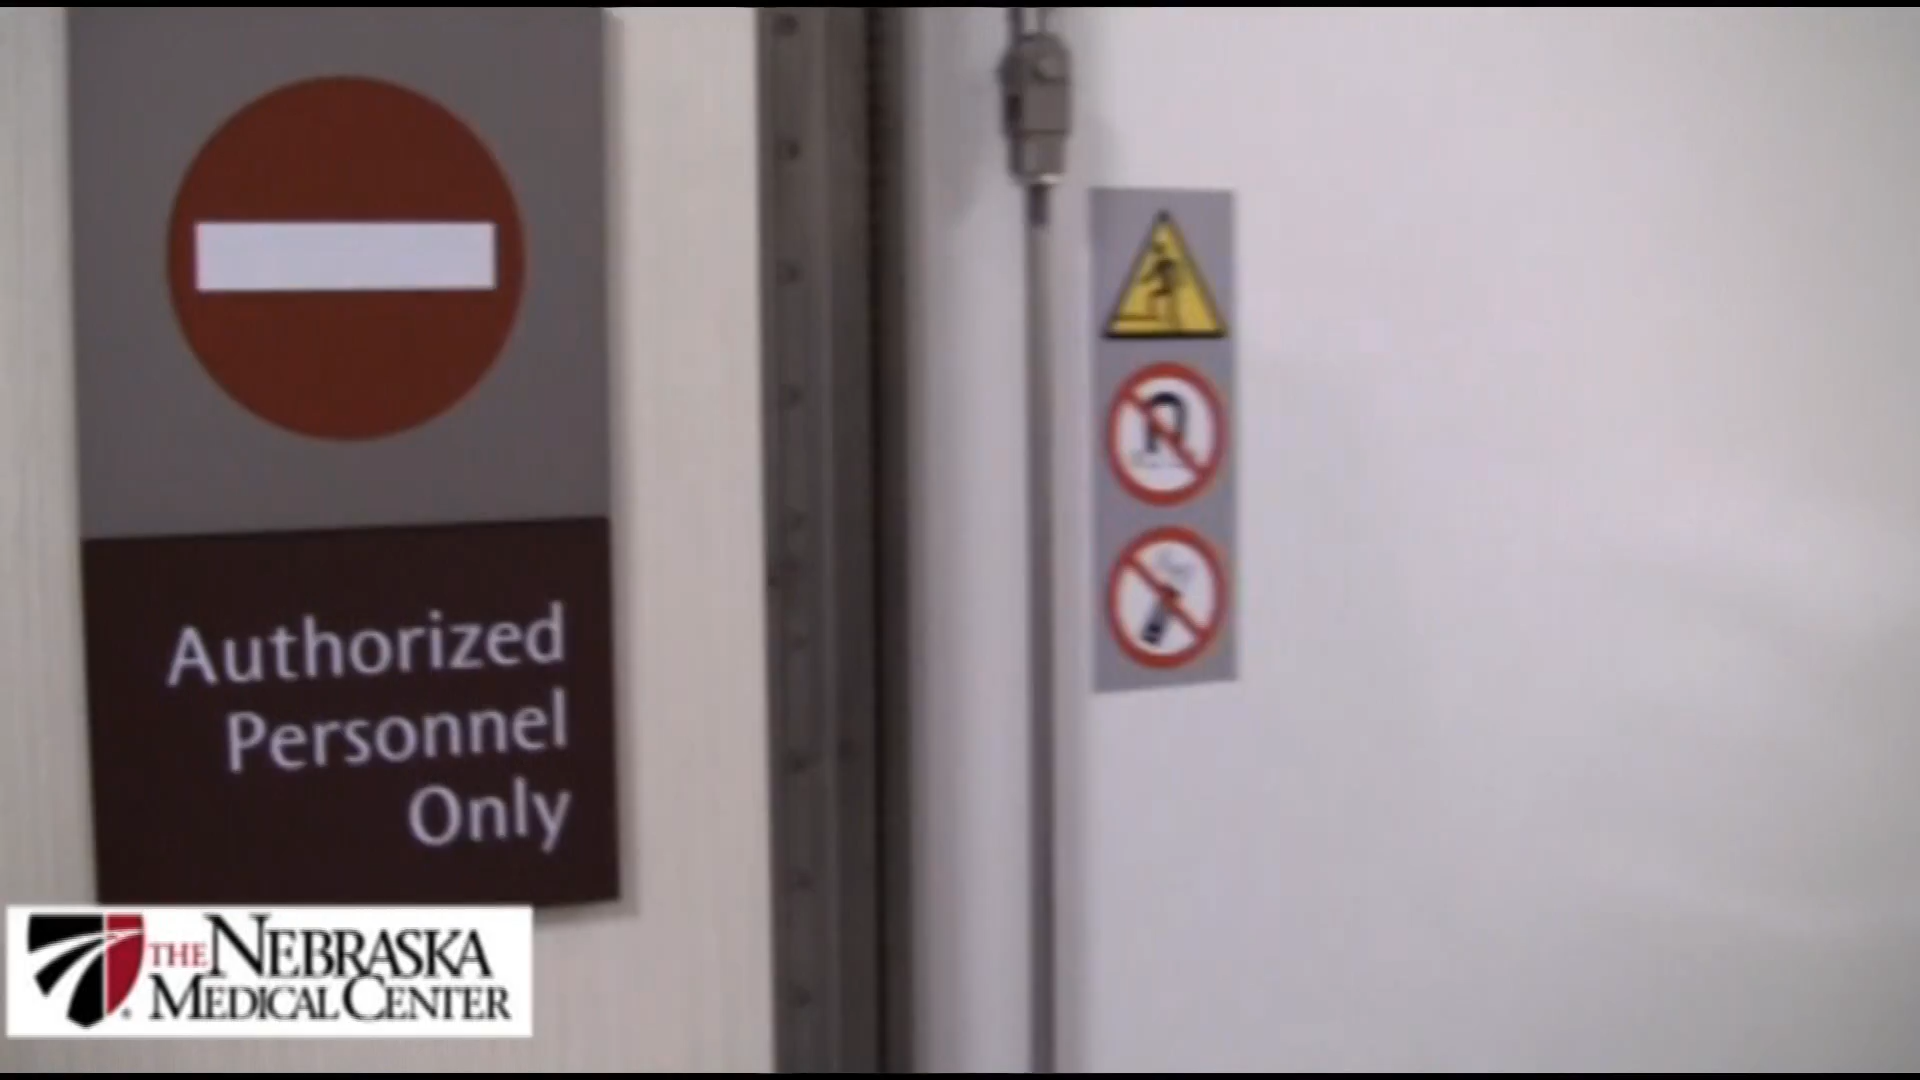 Authorized
Personnel
Only
THE NEBRASKA
MEDICAL CENTER